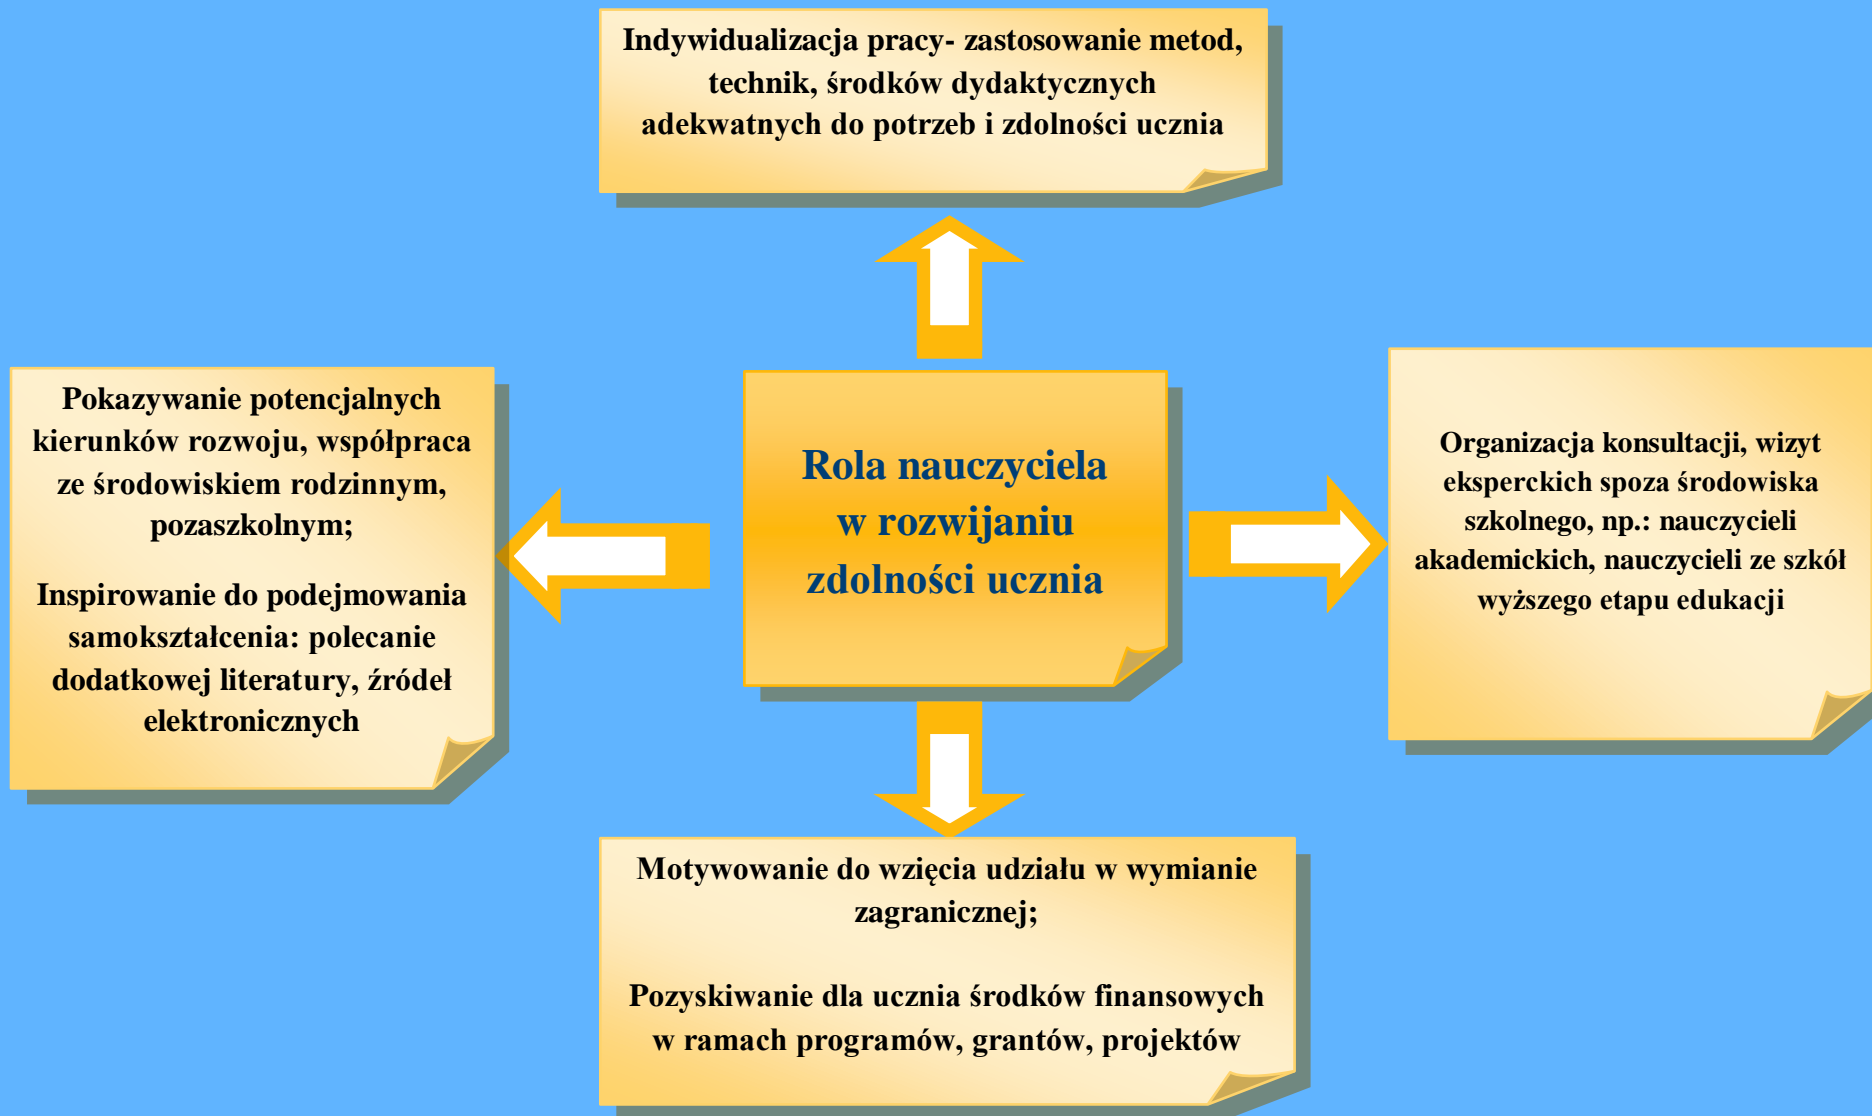 Indywidualizacja pracy- zastosowanie metod,
technik, środków dydaktycznych
adekwatnych do potrzeb i zdolności ucznia
Pokazywanie potencjalnych
kierunków rozwoju, współpraca
ze środowiskiem rodzinnym,
pozaszkolnym;
Inspirowanie do podejmowania
samokształcenia: polecanie
dodatkowej literatury, źródeł
elektronicznych
Rola nauczyciela
w rozwijaniu
zdolności ucznia
Organizacja konsultacji, wizyt
eksperckich spoza środowiska
szkolnego, np.: nauczycieli
akademickich, nauczycieli ze szkół
wyższego etapu edukacji
Motywowanie do wzięcia udziału w wymianie
zagranicznej;
Pozyskiwanie dla ucznia środków finansowych
w ramach programów, grantów, projektów